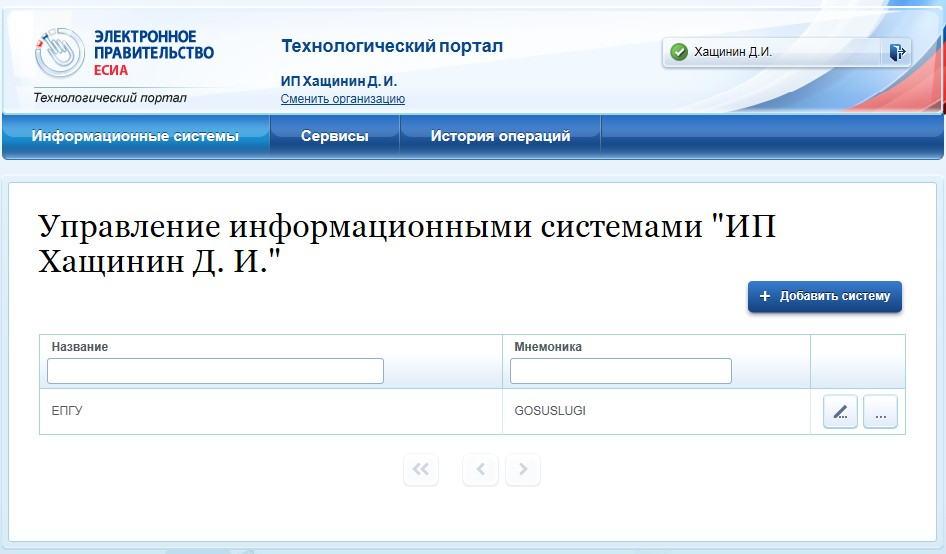 ЭЛЕКТРОННОЕ
ПРАВИТЕЛЬСТВО
ЕСИА
Технологический портал
Технологический портал
ИП Хащинин Д. И.
Сменить организацию
Хащинин Д.И.
Информационные системы
Сервисы
История операций
Управление информационными системами "ИП
Хащинин Д. И."
+ Добавить систему
Название
Мнемоника
ЕПГУ
GOSUSLUGI
...